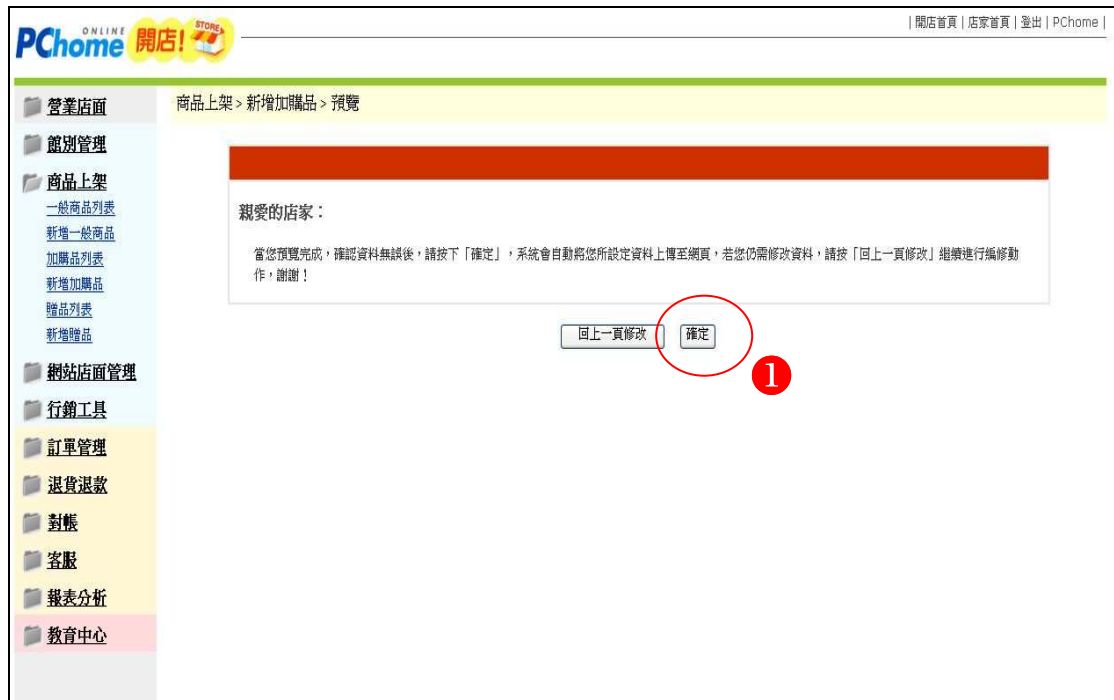 | 開店首頁 | 店家首頁 | 登出 | PChome |
PChome ONLINE 開店! STORE
商品上架 > 新增加購品 > 預覽
營業店面
館別管理
商品上架
一般商品列表
新增一般商品
加購品列表
新增加購品
贈品列表
新增贈品
網站店面管理
行銷工具
訂單管理
退貨退款
對帳
客服
報表分析
教育中心
親愛的店家：
當您預覽完成，確認資料無誤後，請按下「確定」，系統會自動將您所設定資料上傳至網頁，若您仍需修改資料，請按「回上一頁修改」繼續進行編修動
作，謝謝！
回上一頁修改 確定
1